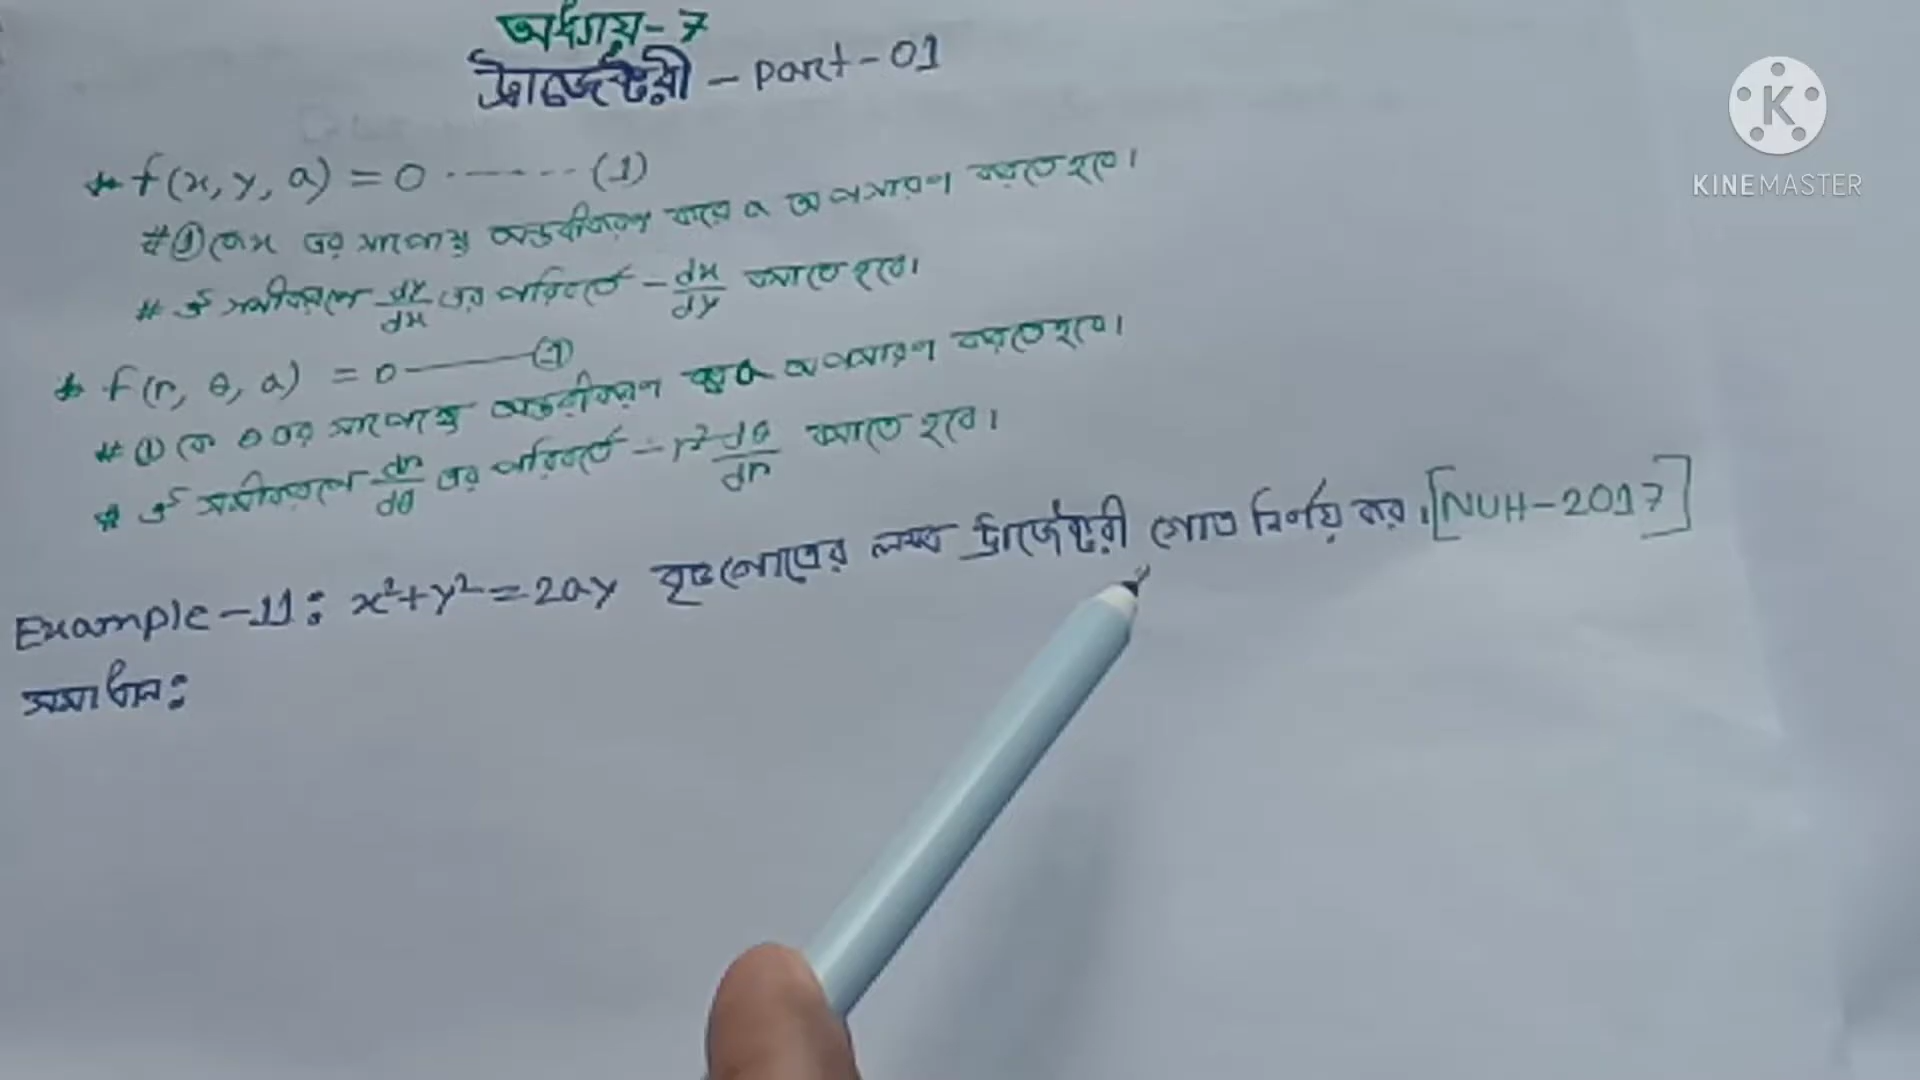 অধ্যায়-7
ট্রাজেক্টরী - Part-01
* f(x, y, a) = 0 ------ (1)
# ① কে x এর সাপেক্ষে অন্তরীকরণ করে a অপসারণ করতে হবে।
# ঐ সমীকরণে dy/dx এর পরিবর্তে - dx/dy বসাতে হবে।
* f(r, θ, a) = 0 —— (1)
# ① কে θ এর সাপেক্ষে অন্তরীকরণ a অপসারণ করতে হবে।
# ঐ সমীকরণে dr/dθ এর পরিবর্তে - r² dθ/dr বসাতে হবে।
Example-11: x²+y²=2ay বৃত্তগোত্রের লম্ব ট্রাজেক্টরী গোত্র নির্ণয় কর। [NUH-2017]
সমাধান:
K
KINEMASTER